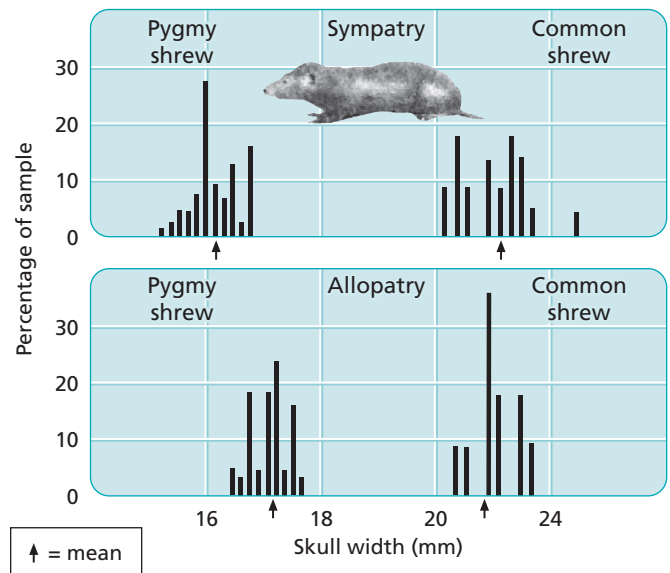 Pygmy
shrew
Sympatry
Common
shrew
30
20
10
0
Percentage of sample
Pygmy
shrew
Allopatry
Common
shrew
30
20
10
0
16
18
20
24
Skull width (mm)
= mean